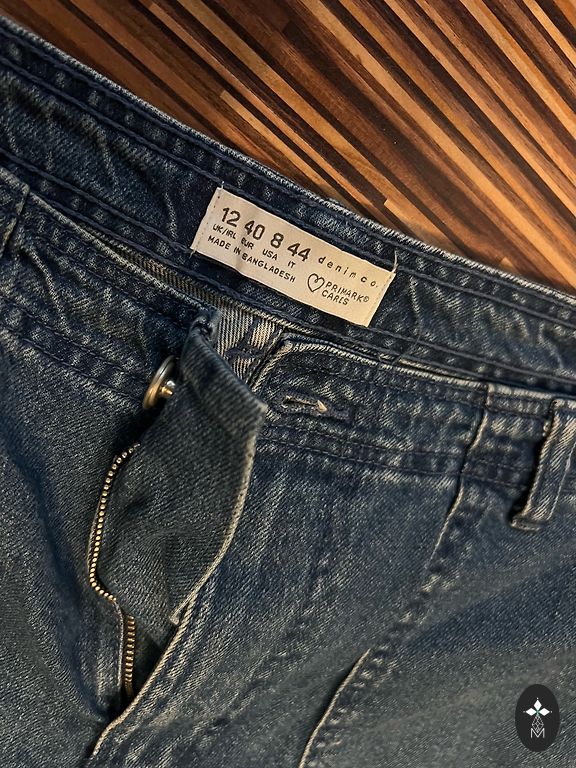 12 40 8 44 denim co.
UK/IRL EUR USA IT
MADE IN BANGLADESH PRIMARK®
CARES
M